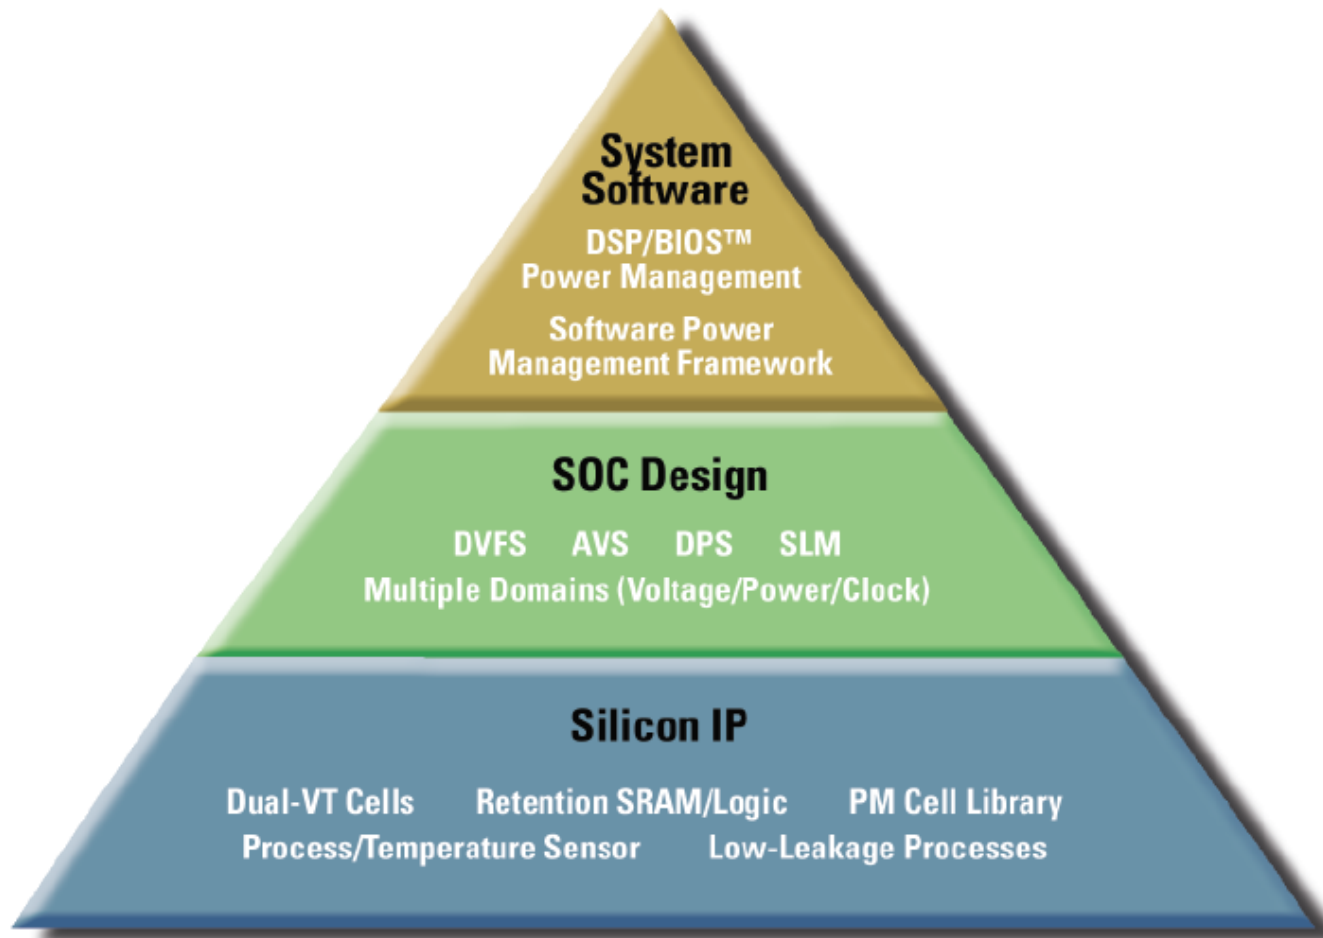 System
Software
DSP/BIOS™
Power Management
Software Power
Management Framework
SOC Design
DVFS AVS DPS SLM
Multiple Domains (Voltage/Power/Clock)
Silicon IP
Dual-VT Cells Retention SRAM/Logic PM Cell Library
Process/Temperature Sensor Low-Leakage Processes